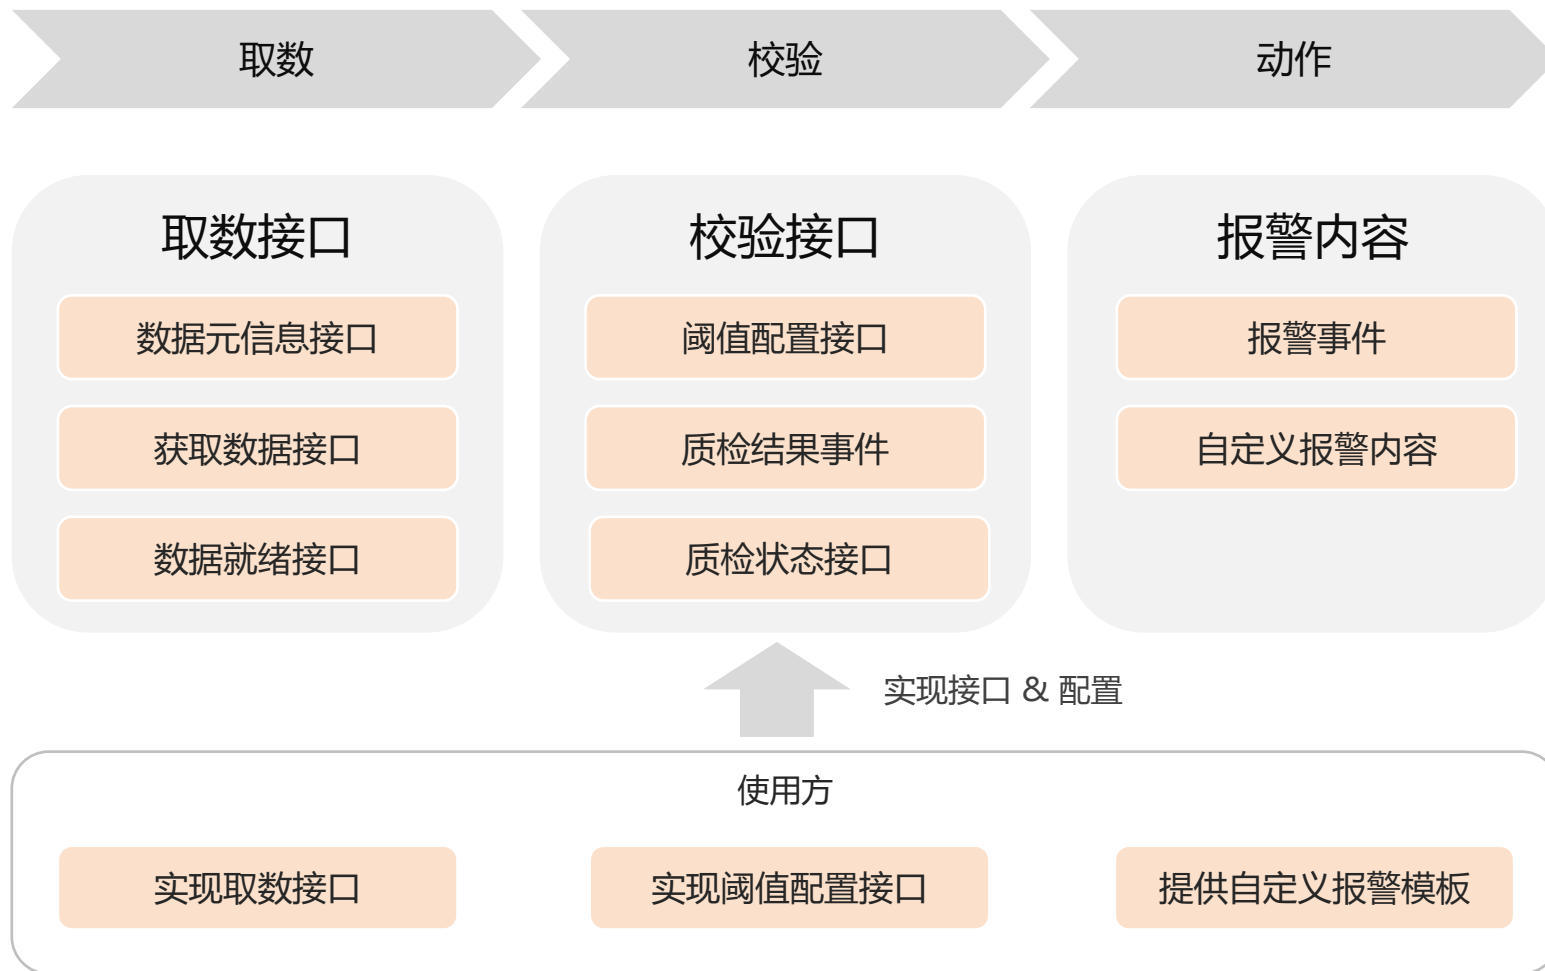 取数
校验
动作
取数接口
数据元信息接口
获取数据接口
数据就绪接口
校验接口
阈值配置接口
质检结果事件
质检状态接口
报警内容
报警事件
自定义报警内容
实现接口 & 配置
使用方
实现取数接口
实现阈值配置接口
提供自定义报警模板